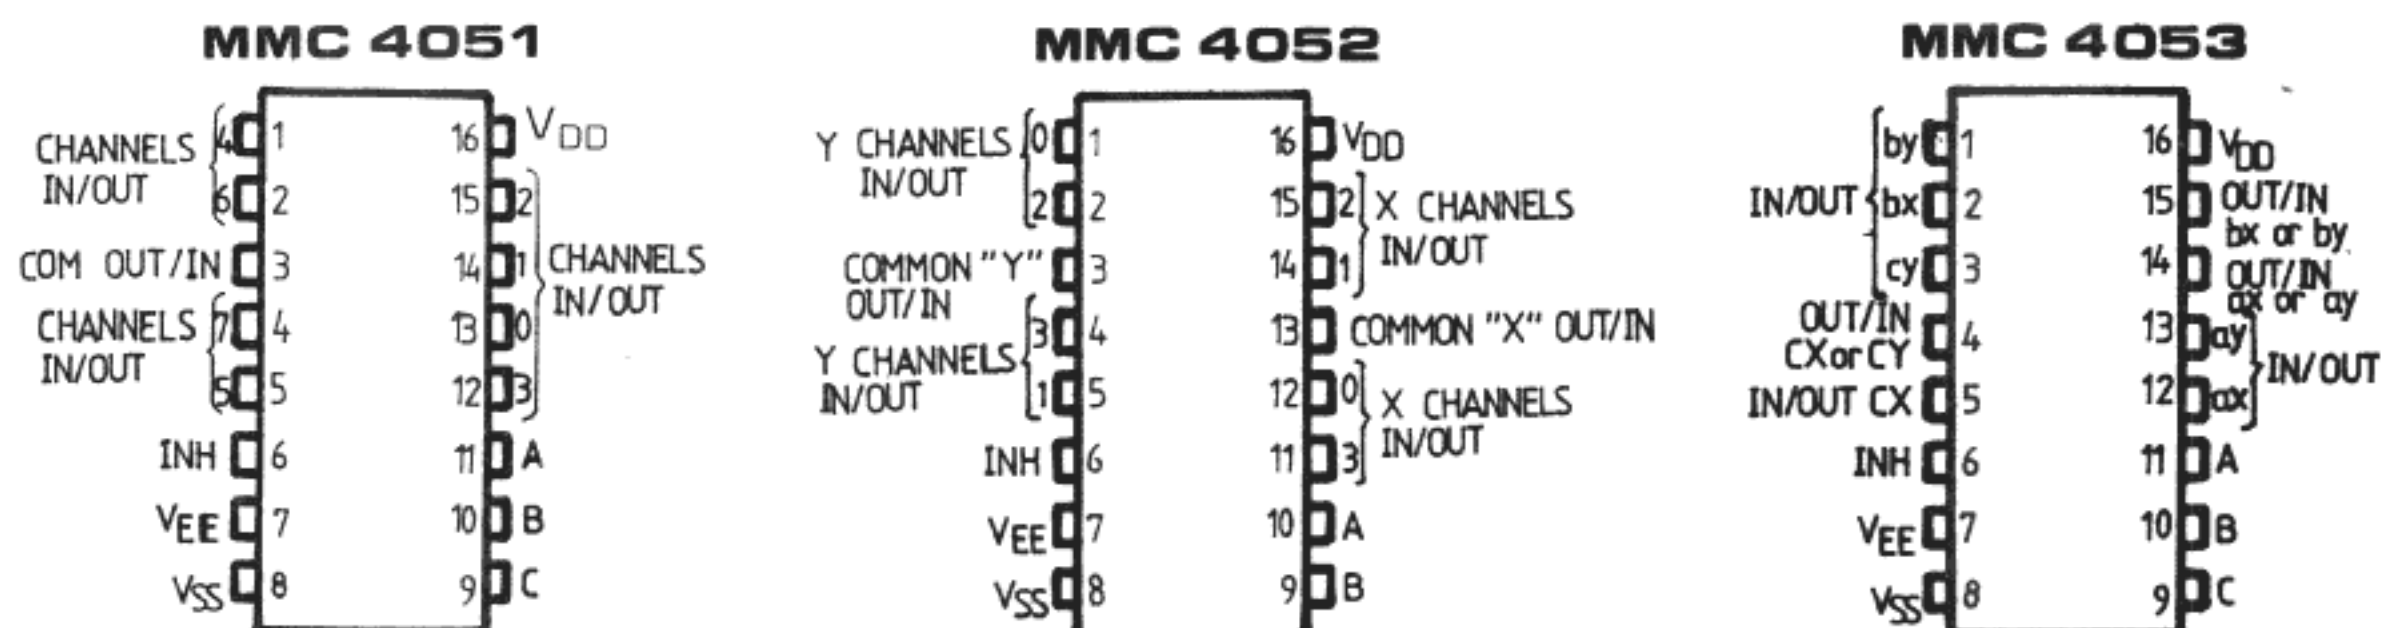 MMC 4051
CHANNELS
IN/OUT
4 1
6 2
COM OUT/IN 3
CHANNELS
IN/OUT
7 4
5 5
INH 6
VEE 7
VSS 8
16 VDD
15 2
14 1
13 0
12 3
CHANNELS
IN/OUT
11 A
10 B
9 C
MMC 4052
Y CHANNELS
IN/OUT
0 1
2 2
COMMON "Y"
OUT/IN
3
Y CHANNELS
IN/OUT
3 4
1 5
INH 6
VEE 7
VSS 8
16 VDD
15 2
14 1
X CHANNELS
IN/OUT
13 COMMON "X" OUT/IN
12 0
11 3
X CHANNELS
IN/OUT
10 A
9 B
MMC 4053
IN/OUT
by 1
bx 2
cy 3
OUT/IN
CX or CY
4
IN/OUT CX 5
INH 6
VEE 7
VSS 8
16 VDD
15 OUT/IN
bx or by
14 OUT/IN
ax or ay
13 ay
12 ax
IN/OUT
11 A
10 B
9 C